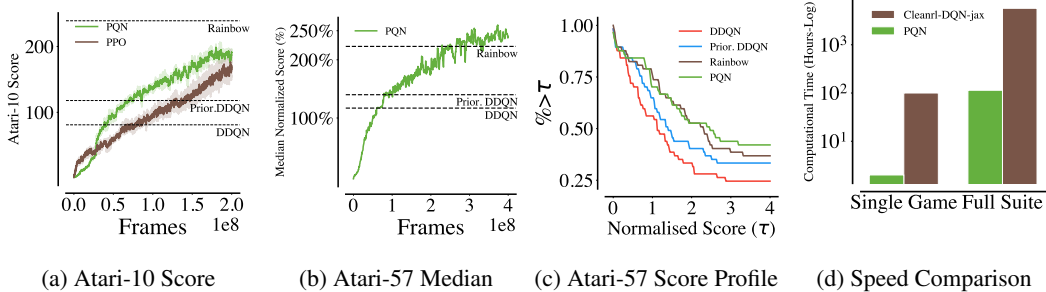 Atari-10 Score
200
100
PQN
PPO
Rainbow
Prior.DDQN
DDQN
0.0 0.5 1.0 1.5 2.0
Frames 1e8
(a) Atari-10 Score
Median Normalized Score (%)
250%
200%
100%
PQN
Rainbow
Prior. DDQN
DDQN
0 1 2 3 4
Frames 1e8
(b) Atari-57 Median
%>τ
1.00
0.75
0.50
0.25
DDQN
Prior. DDQN
Rainbow
PQN
0 1 2 3 4
Normalised Score (τ)
(c) Atari-57 Score Profile
Computational Time (Hours-Log)
10³
10²
10¹
Cleanrl-DQN-jax
PQN
Single Game Full Suite
(d) Speed Comparison